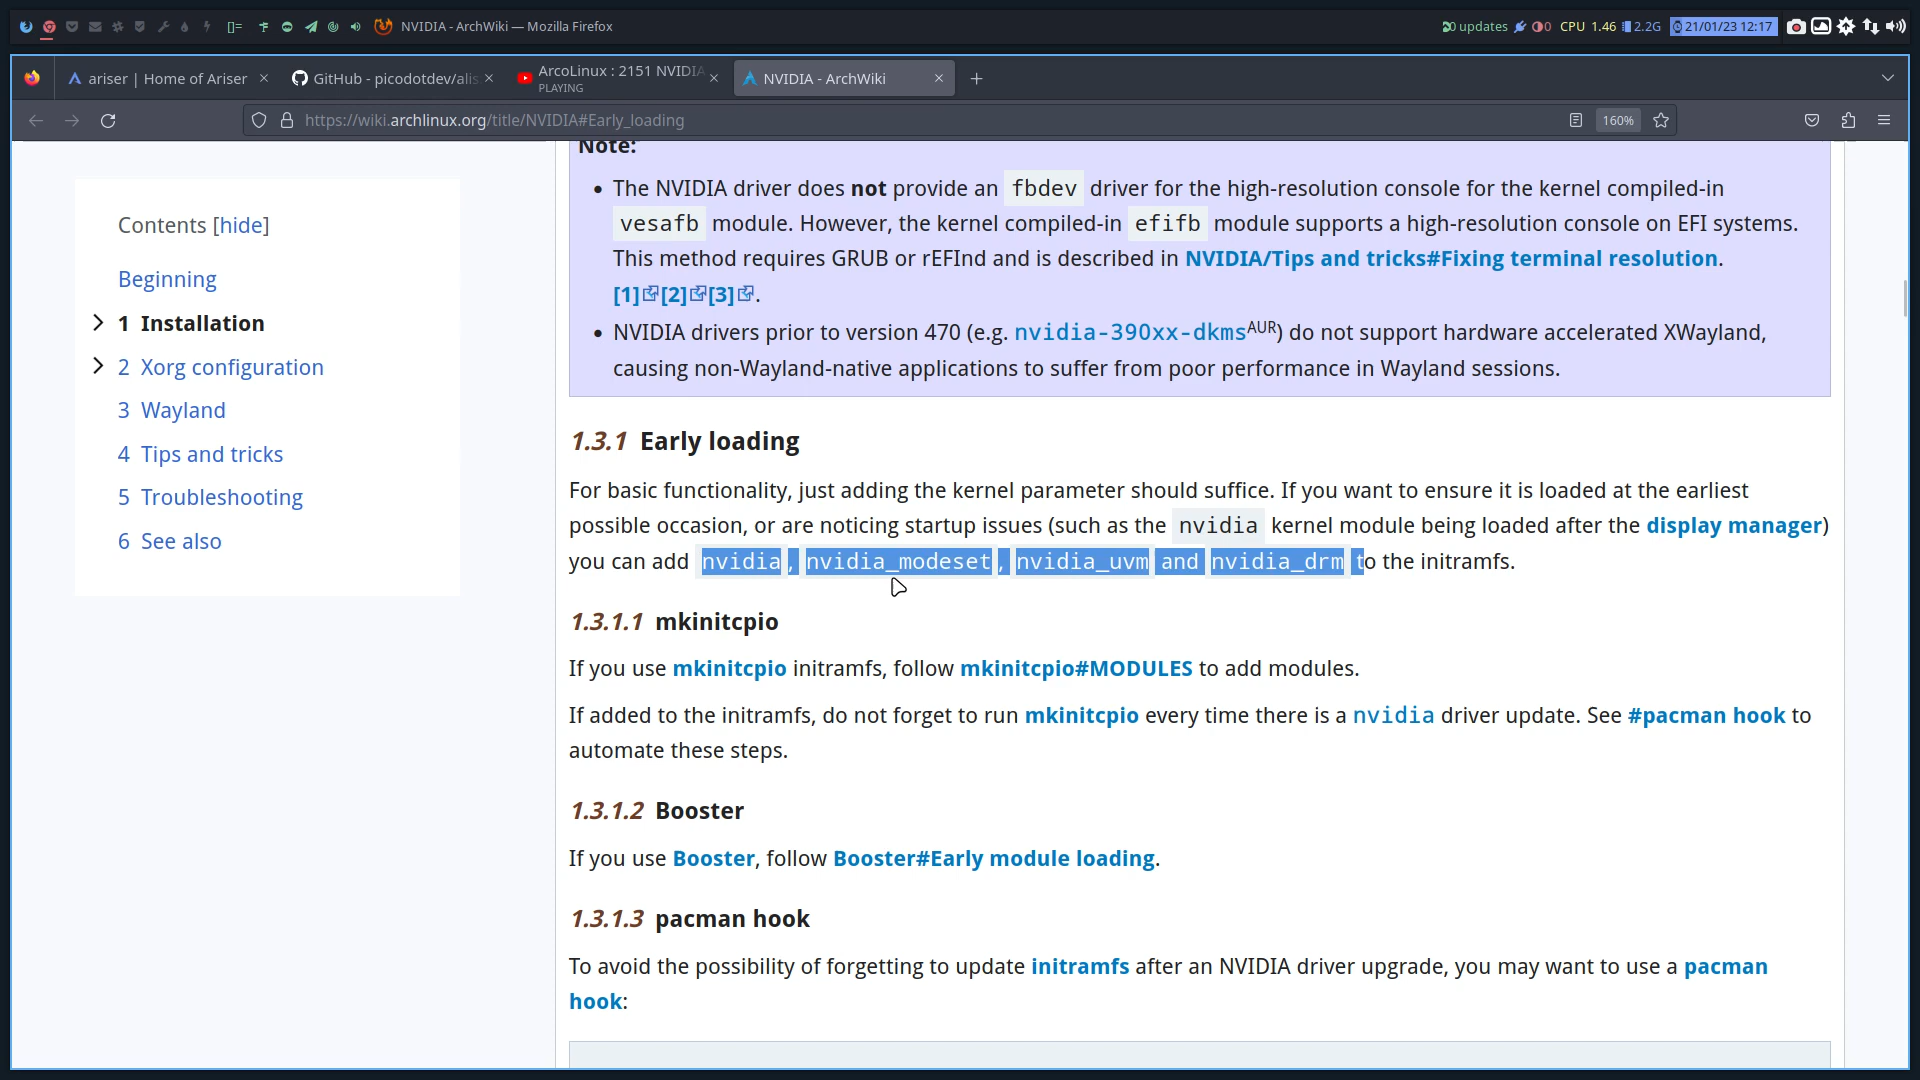 []= NVIDIA - ArchWiki — Mozilla Firefox 0 updates 0 CPU 1.46 2.2G 21/01/23 12:17
ariser | Home of Ariser GitHub - picodotdev/alis ArcoLinux : 2151 NVIDIA NVIDIA - ArchWiki
PLAYING
https://wiki.archlinux.org/title/NVIDIA#Early_loading 160%
Contents [hide]
Beginning
1 Installation
2 Xorg configuration
3 Wayland
4 Tips and tricks
5 Troubleshooting
6 See also
Note:
• The NVIDIA driver does not provide an fbdev driver for the high-resolution console for the kernel compiled-in
vesafb module. However, the kernel compiled-in efifb module supports a high-resolution console on EFI systems.
This method requires GRUB or rEFInd and is described in NVIDIA/Tips and tricks#Fixing terminal resolution.
[1][2][3].
• NVIDIA drivers prior to version 470 (e.g. nvidia-390xx-dkmsAUR) do not support hardware accelerated XWayland,
causing non-Wayland-native applications to suffer from poor performance in Wayland sessions.
1.3.1 Early loading
For basic functionality, just adding the kernel parameter should suffice. If you want to ensure it is loaded at the earliest
possible occasion, or are noticing startup issues (such as the nvidia kernel module being loaded after the display manager)
you can add nvidia, nvidia_modeset, nvidia_uvm and nvidia_drm to the initramfs.
1.3.1.1 mkinitcpio
If you use mkinitcpio initramfs, follow mkinitcpio#MODULES to add modules.
If added to the initramfs, do not forget to run mkinitcpio every time there is a nvidia driver update. See #pacman hook to
automate these steps.
1.3.1.2 Booster
If you use Booster, follow Booster#Early module loading.
1.3.1.3 pacman hook
To avoid the possibility of forgetting to update initramfs after an NVIDIA driver upgrade, you may want to use a pacman
hook: